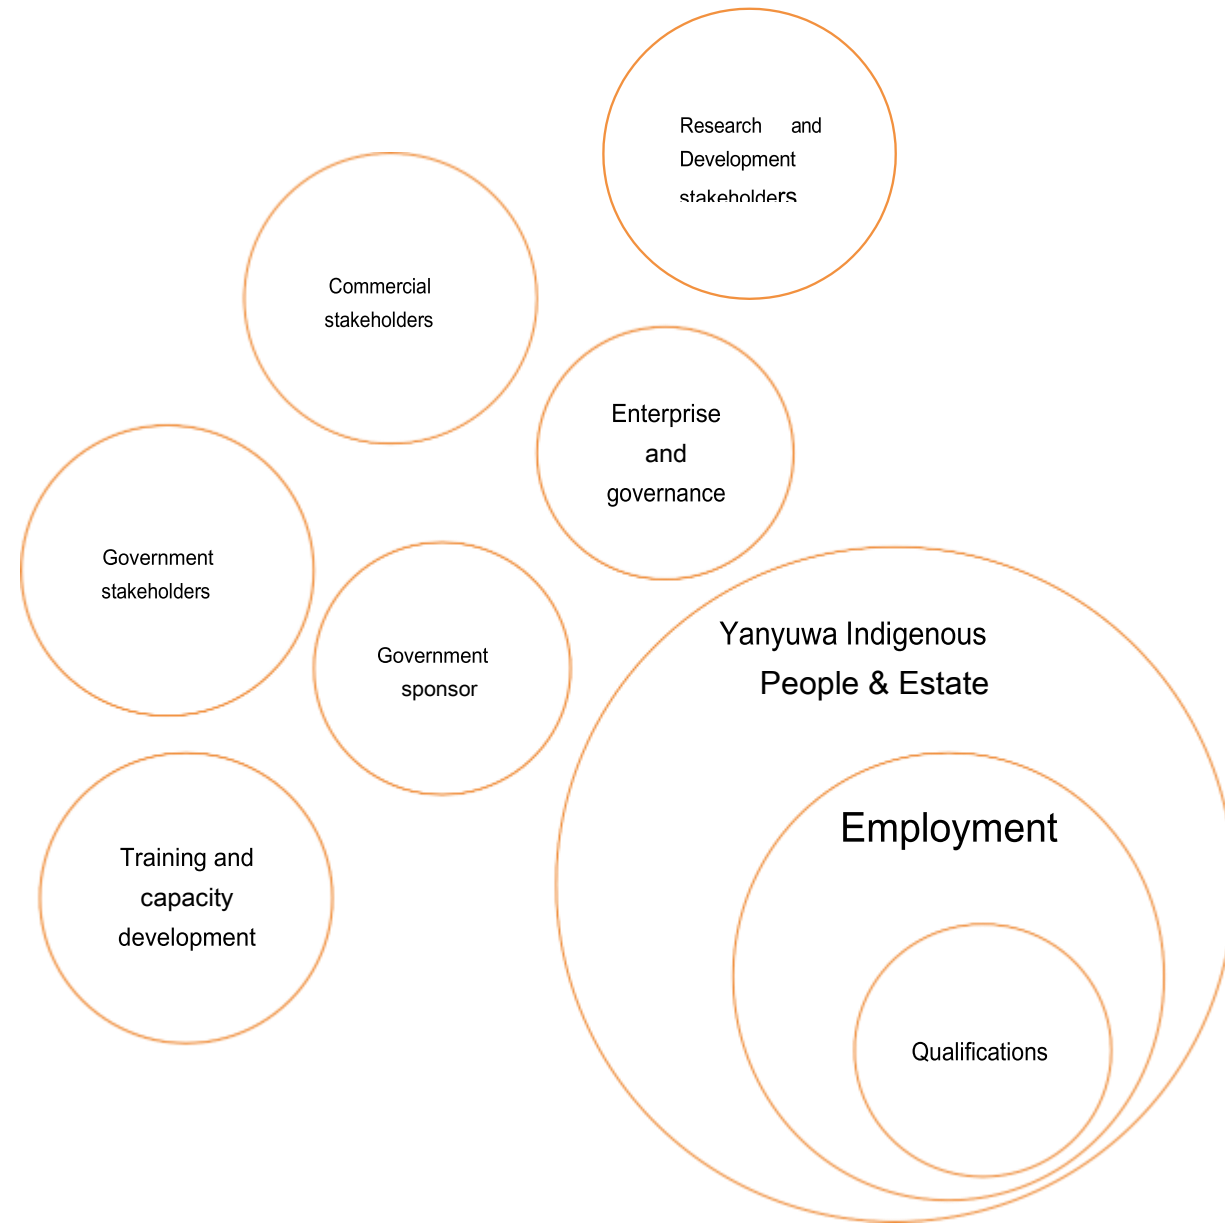 Research and
Development
stakeholders
Commercial
stakeholders
Enterprise
and
governance
Government
stakeholders
Government
sponsor
Yanyuwa Indigenous
People & Estate
Training and
capacity
development
Employment
Qualifications